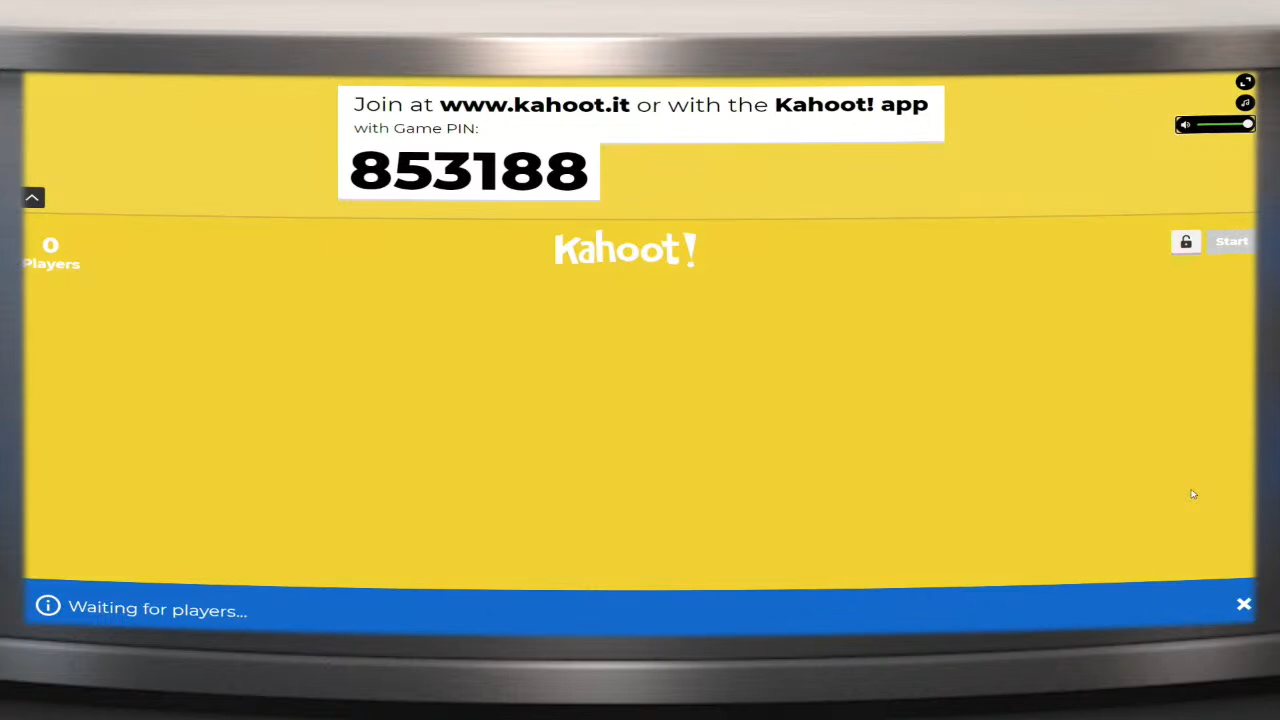 Join at www.kahoot.it or with the Kahoot! app
with Game PIN:
853188
0
Players
Kahoot!
Start
Waiting for players...